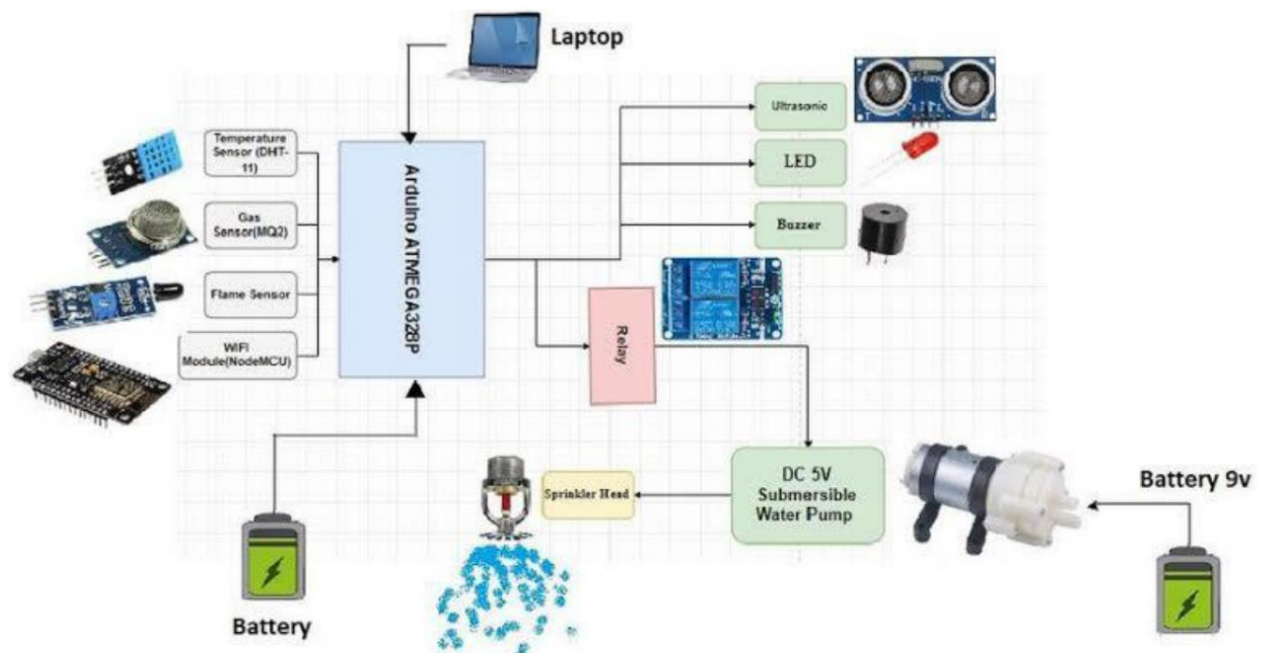 Laptop
Ultrasonic
LED
Buzzer
Temperature
Sensor (DHT-
11)
Gas
Sensor(MQ2)
Flame Sensor
WIFI
Module(NodeMCU)
Arduino ATMEGA328P
Relay
DC 5V
Submersible
Water Pump
Sprinkler Head
Battery 9v
Battery